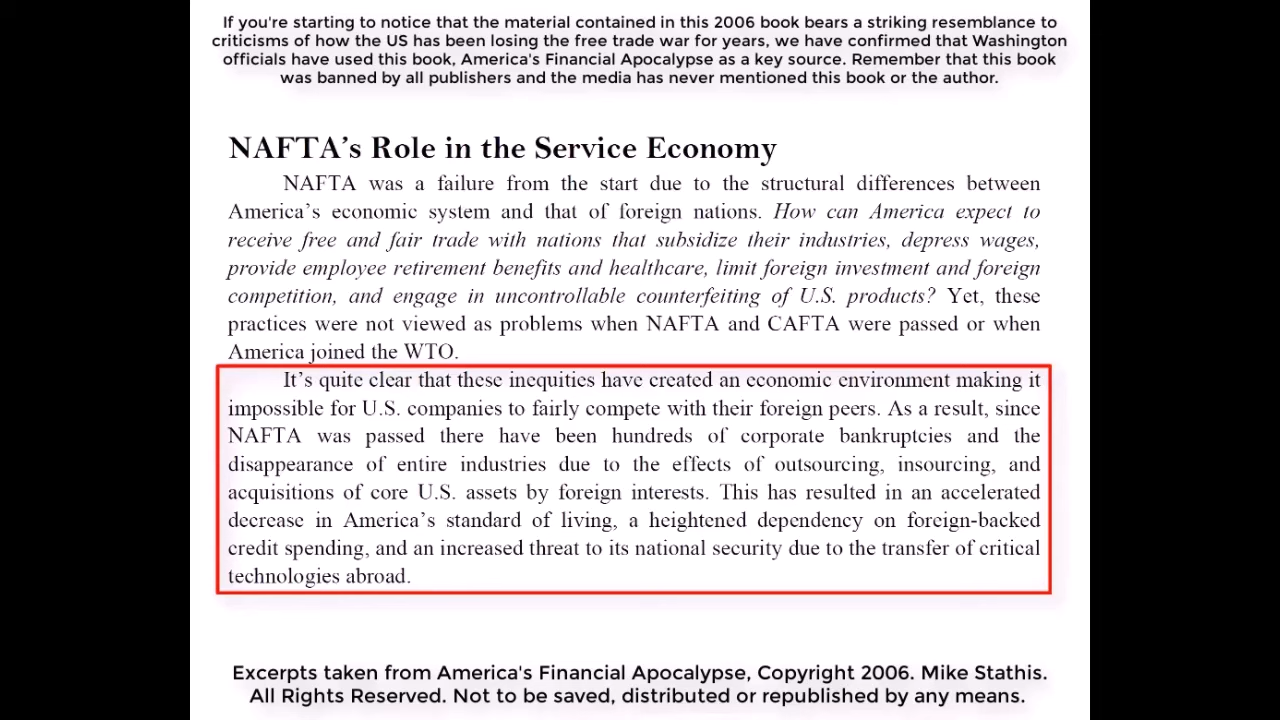 If you're starting to notice that the material contained in this 2006 book bears a striking resemblance to
criticisms of how the US has been losing the free trade war for years, we have confirmed that Washington
officials have used this book, America's Financial Apocalypse as a key source. Remember that this book
was banned by all publishers and the media has never mentioned this book or the author.
NAFTA’s Role in the Service Economy
NAFTA was a failure from the start due to the structural differences between
America’s economic system and that of foreign nations. How can America expect to
receive free and fair trade with nations that subsidize their industries, depress wages,
provide employee retirement benefits and healthcare, limit foreign investment and foreign
competition, and engage in uncontrollable counterfeiting of U.S. products? Yet, these
practices were not viewed as problems when NAFTA and CAFTA were passed or when
America joined the WTO.
It’s quite clear that these inequities have created an economic environment making it
impossible for U.S. companies to fairly compete with their foreign peers. As a result, since
NAFTA was passed there have been hundreds of corporate bankruptcies and the
disappearance of entire industries due to the effects of outsourcing, insourcing, and
acquisitions of core U.S. assets by foreign interests. This has resulted in an accelerated
decrease in America’s standard of living, a heightened dependency on foreign-backed
credit spending, and an increased threat to its national security due to the transfer of critical
technologies abroad.
Excerpts taken from America's Financial Apocalypse, Copyright 2006. Mike Stathis.
All Rights Reserved. Not to be saved, distributed or republished by any means.